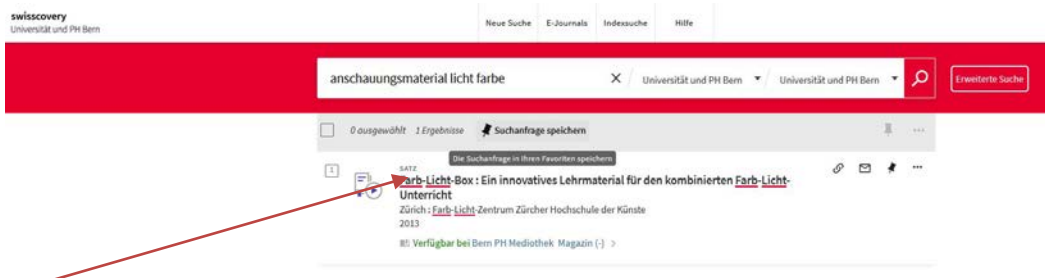 swisscovery
Universität und PH Bern
Neue Suche E-Journals Indexsuche Hilfe
anschauungsmaterial licht farbe X / Universität und PH Bern / Universität und PH Bern
Erweiterte Suche
0 ausgewählt 1 Ergebnisse Suchanfrage speichern ...
Die Suchanfrage in Ihren Favoriten speichern
1
SATZ
Farb-Licht-Box : Ein innovatives Lehrmaterial für den kombinierten Farb-Licht-
Unterricht
Zürich : Farb-Licht-Zentrum Zürcher Hochschule der Künste
2013
Verfügbar bei Bern PH Mediothek Magazin (-) >